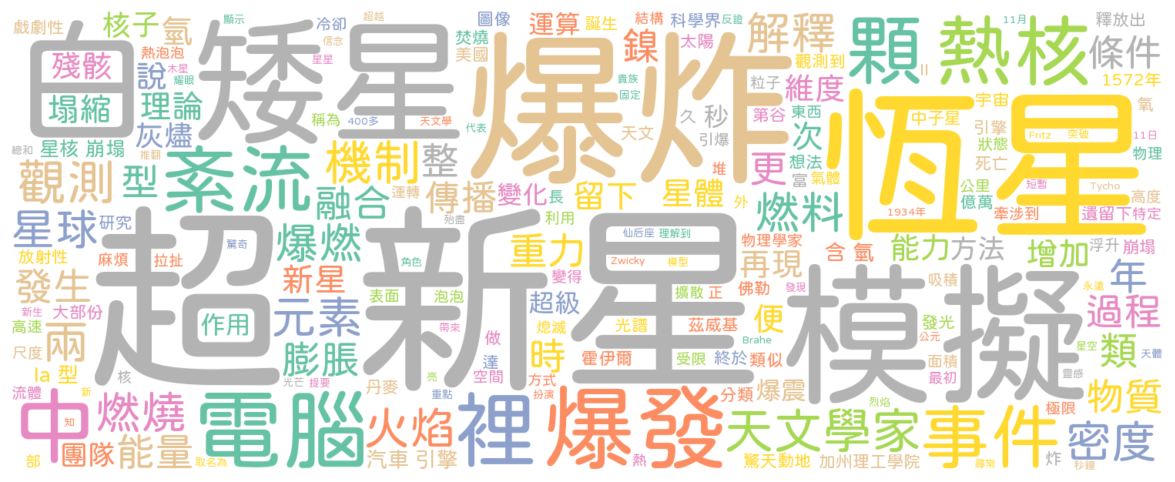 戲劇性 核子 氫 顯示 冷卻 超越 圖像 運算 誕生 結構 科學界 反證 解釋 11月 釋放出
白矮星 爆炸 顆 熱核 條件
殘骸 熱泡泡 木星 耀眼 說 信念 星星 焚燒 美國 鎳 太陽 觀測到 II 1572年
塌縮 理論 稱為 400多 天文學 貴族 固定 粒子 維度 恆星 宇宙 中子星 氧
總和 星核 崩塌 灰燼 代表 天文 久 秒 引爆 第谷 東西 次 引擎 狀態 Fritz 突破 11日 物理
觀測 推翻 型 紊流 機制 整 運轉 傳播 變化 長 留下 堆 星體 更 想法 富 氣體 死亡 公里 億萬 短暫 Tycho 高度
星球 研究 融合 殆盡 利用 外 燃料 1934年 牽涉到 遺留下 特定
放射性 麻煩 拉扯 爆燃 驚奇 重力 仙后座 理解到 物理學家 含 氫 能力 方法 增加 浮升 崩塌
發生 新星 超新星 角色 變得 Zwicky 模型 再現 發現 模擬 吸積 永遠 年
新生 大部份 元素 表面 泡泡 超級 擴散 正 佛勒 便 發光 公元 過程
高速 兩 作用 帶來 做 熄滅 光譜 茲威基 Brahe 星空 類 天體
尺度 Ia 型 核 膨脹 光芒 提要 達 時 霍伊爾 受限 終於 類似 面積 最初 靈感
流體 中 燃燒 電腦 丹麥 亮 空間 方式 重點 扮演 分類 爆震 烈焰 物質
知 新 火焰 裡 爆發 天文學家 事件 極限 密度
部 團隊 能量 取名為 汽車 引擎 熱 驚天動地 加州理工學院 尋常 炸 秒鐘